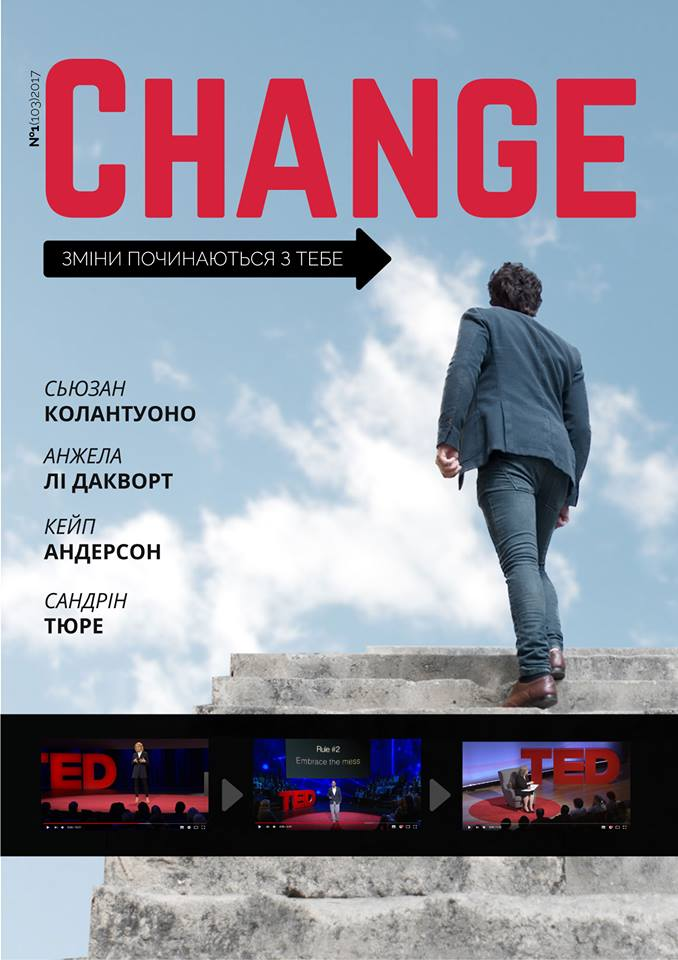 №1(103)2017
CHANGE
ЗМІНИ ПОЧИНАЮТЬСЯ З ТЕБЕ
СЬЮЗАН
КОЛАНТУОНО
АНЖЕЛА
ЛІ ДАКВОРТ
КЕЙП
АНДЕРСОН
САНДРІН
ТЮРЕ
TED
Rule #2
Embrace the mess
TED
TED